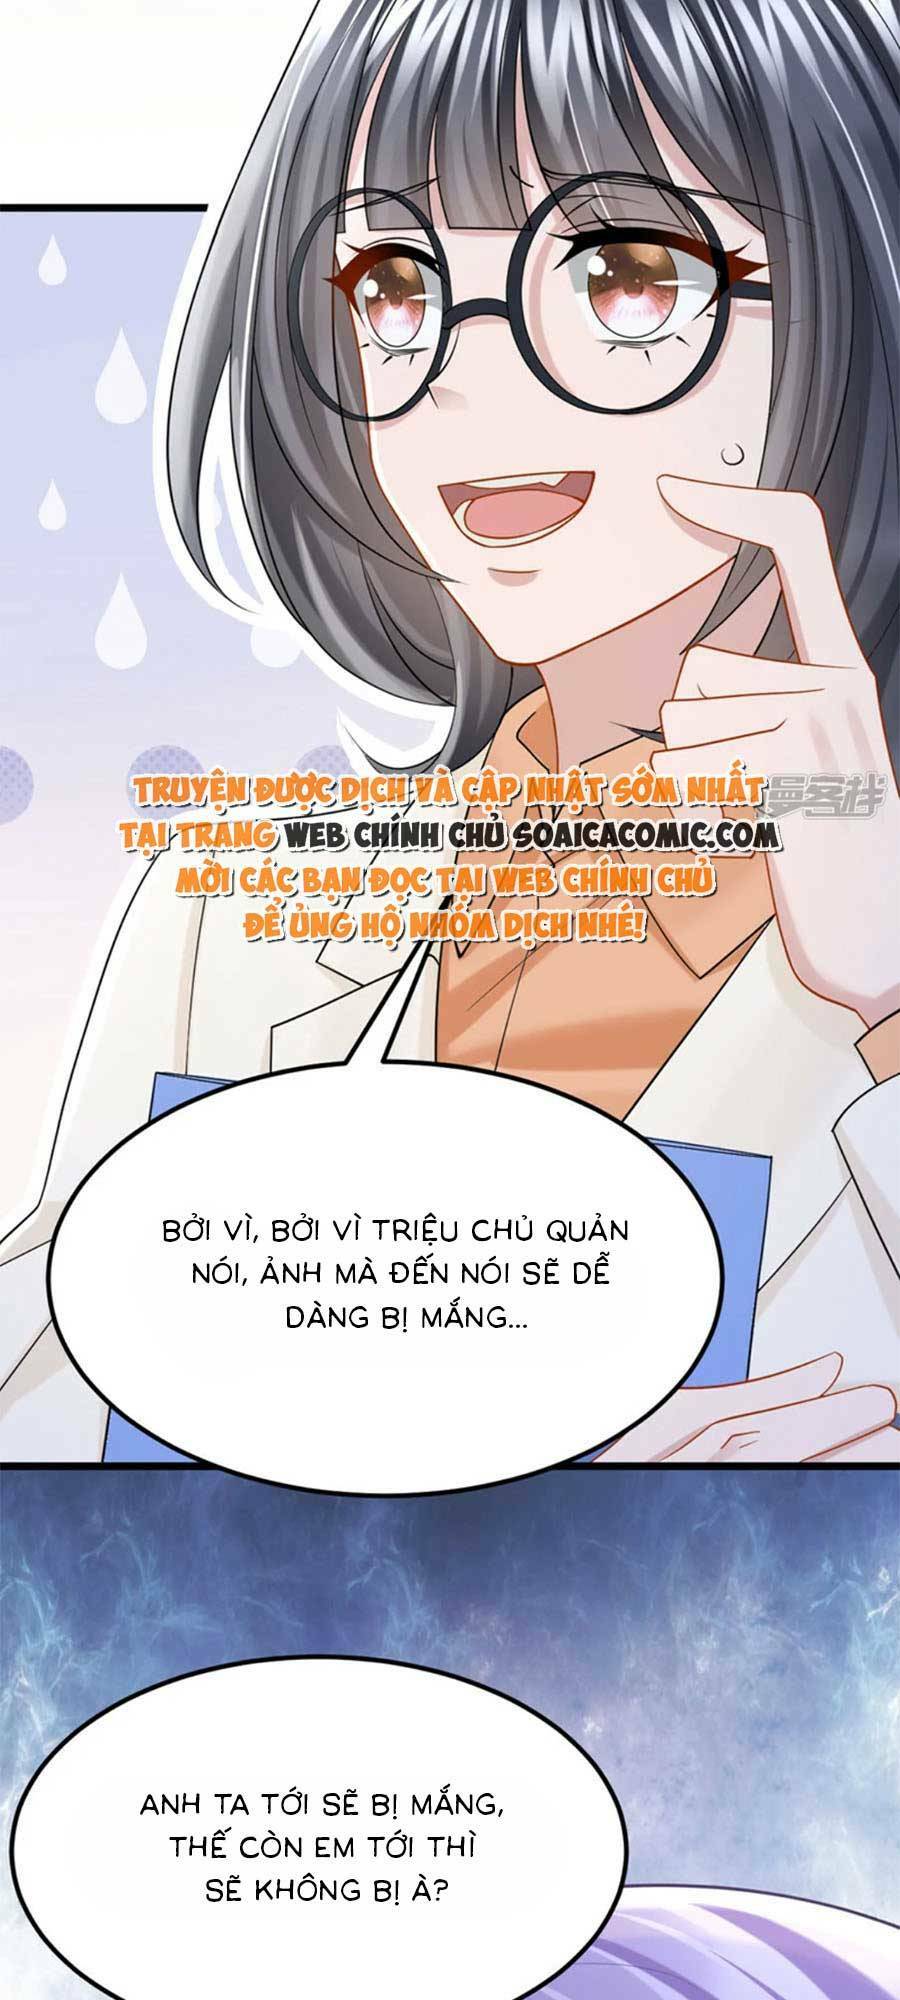 TRUYỆN ĐƯỢC DỊCH VÀ CẬP NHẬT SỚM NHẤT
TẠI TRANG WEB CHÍNH CHỦ SOAICACOMIC.COM
MỜI CÁC BẠN ĐỌC TẠI WEB CHÍNH CHỦ
ĐỂ ỦNG HỘ NHÓM DỊCH NHÉ!
曼客栈
BỞI VÌ, BỞI VÌ TRIỆU CHỦ QUẢN
NÓI, ẢNH MÀ ĐẾN NÓI SẼ DỄ
DÀNG BỊ MẮNG...
ANH TA TỚI SẼ BỊ MẮNG,
THẾ CÒN EM TỚI THÌ
SẼ KHÔNG BỊ À?